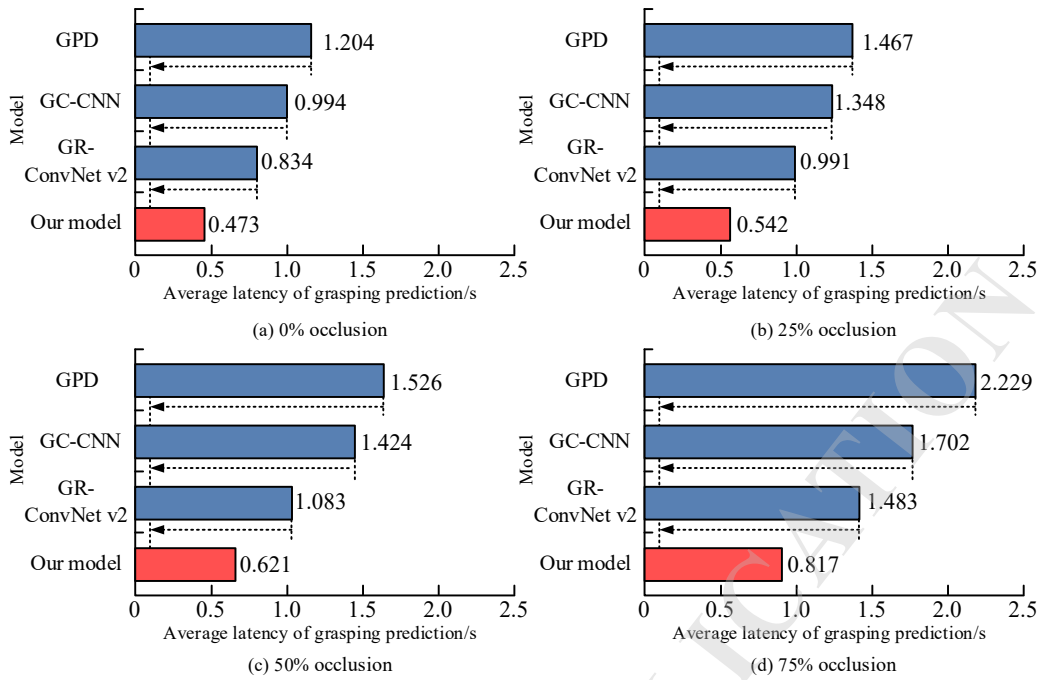 GPD
1.204
GC-CNN
0.994
GR-
ConvNet v2
0.834
Our model
0.473
Model
0 0.5 1.0 1.5 2.0 2.5
Average latency of grasping prediction/s
(a) 0% occlusion
GPD
1.467
GC-CNN
1.348
GR-
ConvNet v2
0.991
Our model
0.542
Model
0 0.5 1.0 1.5 2.0 2.5
Average latency of grasping prediction/s
(b) 25% occlusion
GPD
1.526
GC-CNN
1.424
GR-
ConvNet v2
1.083
Our model
0.621
Model
0 0.5 1.0 1.5 2.0 2.5
Average latency of grasping prediction/s
(c) 50% occlusion
GPD
2.229
GC-CNN
1.702
GR-
ConvNet v2
1.483
Our model
0.817
Model
0 0.5 1.0 1.5 2.0 2.5
Average latency of grasping prediction/s
(d) 75% occlusion
ICATION